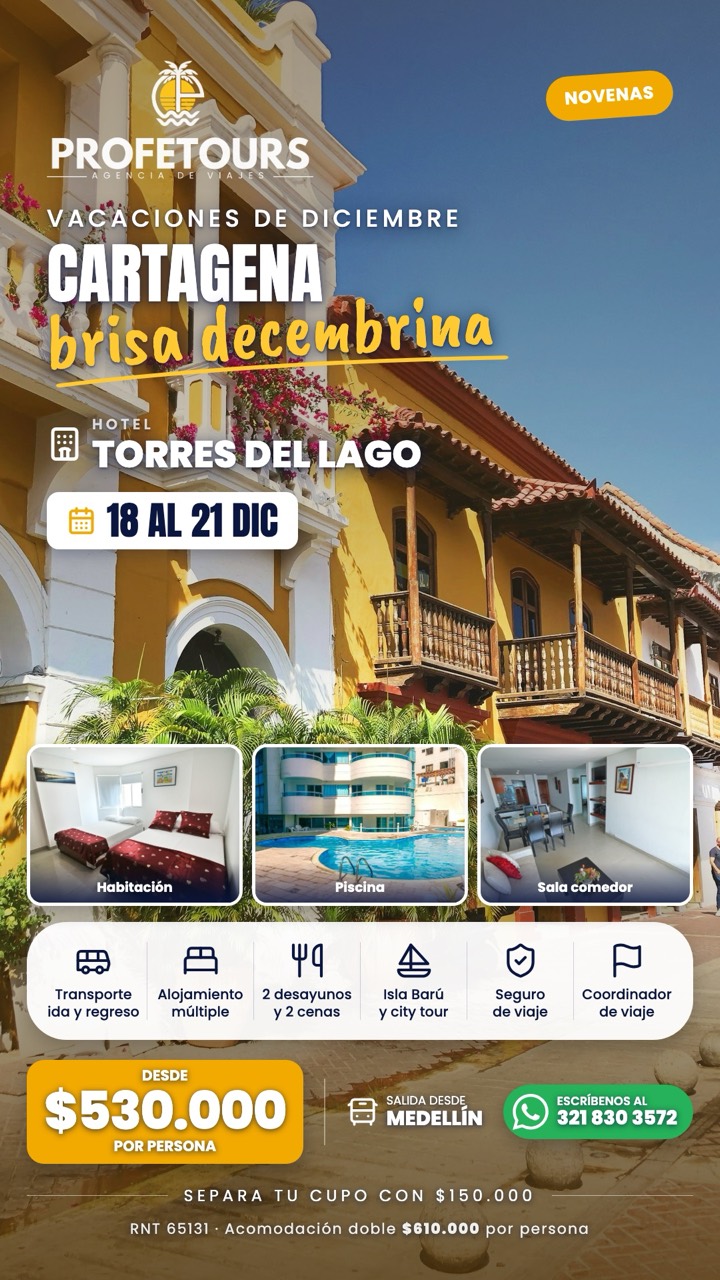 NOVENAS
PROFETOURS
AGENCIA DE VIAJES
VACACIONES DE DICIEMBRE
CARTAGENA
brisa decembrina
HOTEL
TORRES DEL LAGO
18 AL 21 DIC
Habitación
Piscina
Sala comedor
Transporte
ida y regreso
Alojamiento
múltiple
2 desayunos
y 2 cenas
Isla Barú
y city tour
Seguro
de viaje
Coordinador
de viaje
DESDE
$530.000
POR PERSONA
SALIDA DESDE
MEDELLÍN
ESCRÍBENOS AL
321 830 3572
SEPARA TU CUPO CON $150.000
RNT 65131 · Acomodación doble $610.000 por persona